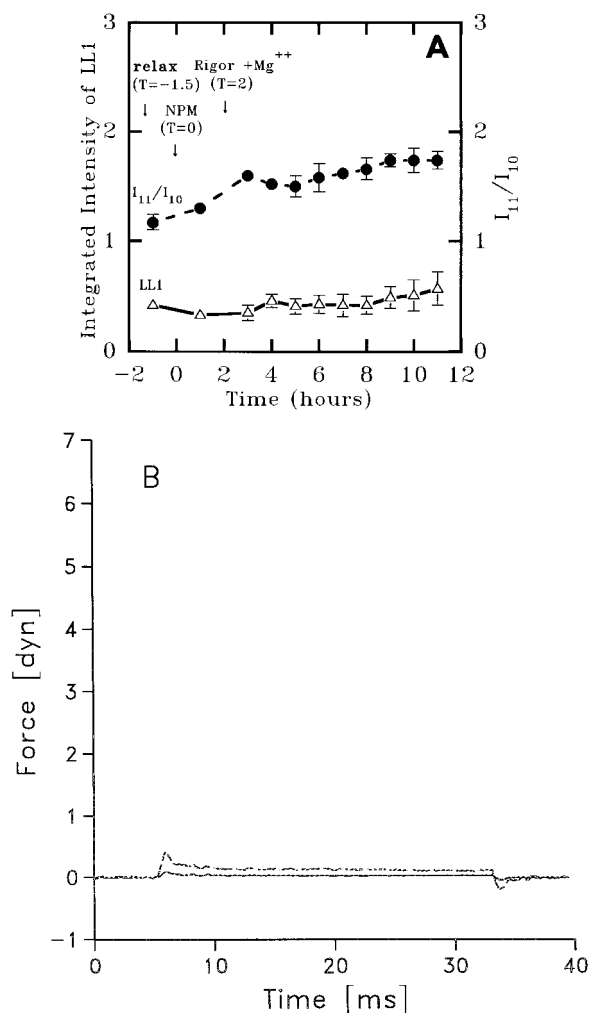 A
3
2
1
0
Integrated Intensity of LL1
relax Rigor +Mg++
(T=−1.5) (T=2)
NPM
(T=0)
I11/I10
LL1
3
2
1
0
I11/I10
−2 0 2 4 6 8 10 12
Time (hours)
B
7
6
5
4
3
2
1
0
−1
Force [dyn]
0 10 20 30 40
Time [ms]